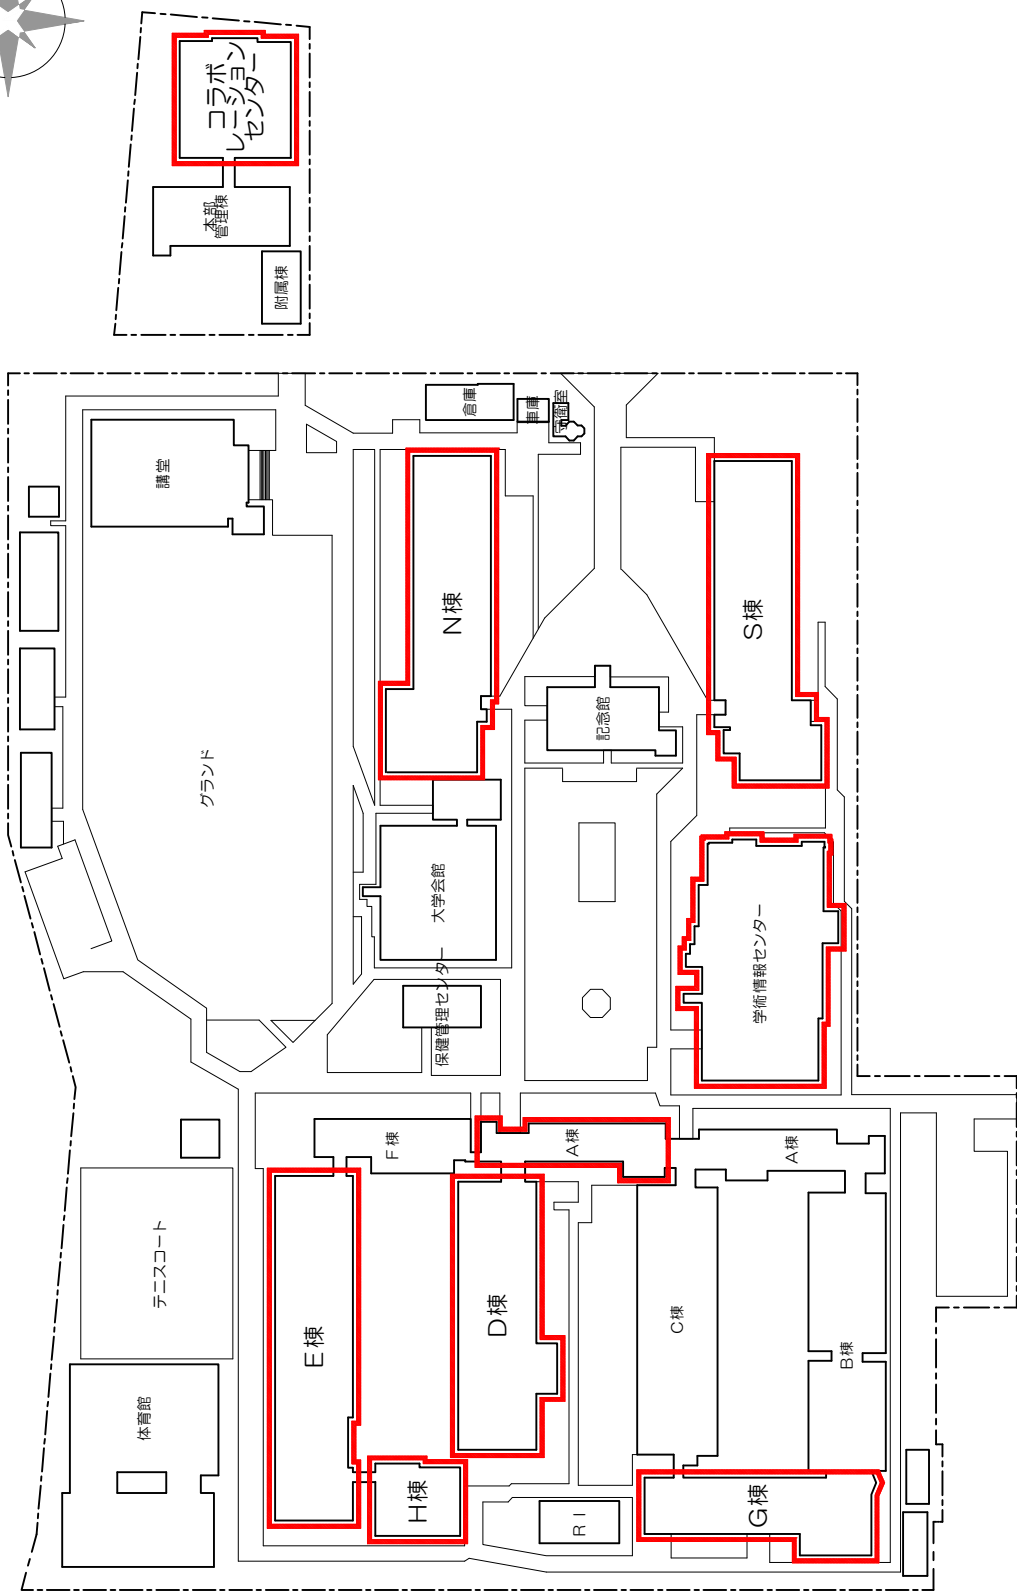 コラボ
レーション
センター
本部
管理棟
附属棟
倉庫
車庫
守衛室
講堂
N棟
S棟
記念館
グランド
大学会館
学術情報センター
保健管理センター
F棟
A棟
A棟
テニスコート
E棟
D棟
C棟
B棟
体育館
H棟
RI
G棟